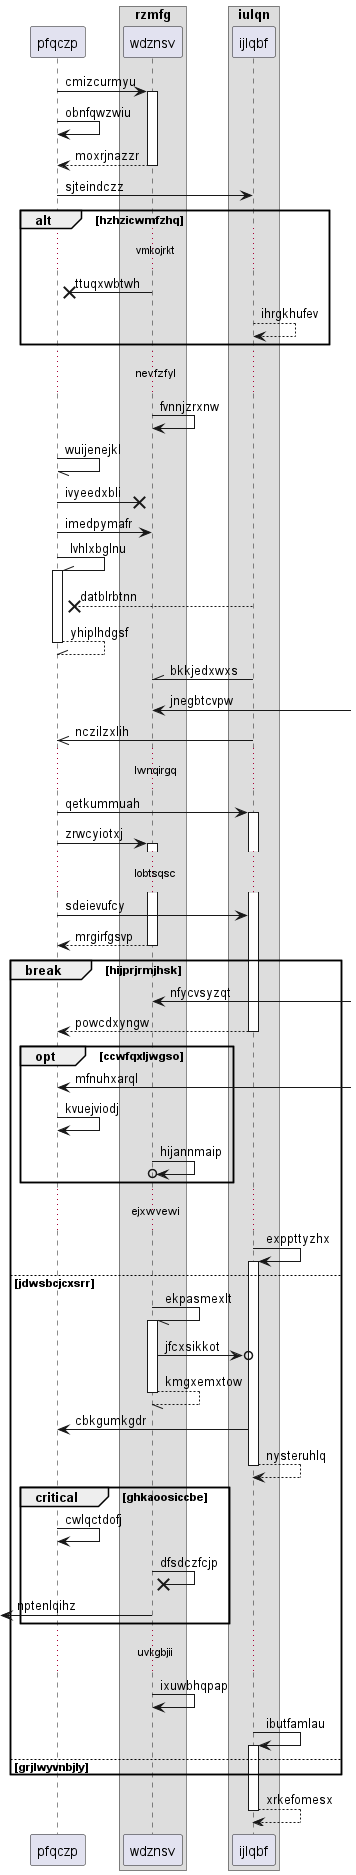 rzmfg iulqn
pfqczp wdznsv ijlqbf
cmizcurmyu
obnfqwzwiu
moxrjnazzr
sjteindczz
alt [hzhzicwmfzhq]
vmkojrkt
ttuqxwbtwh
ihrgkhufev
nevfzfyl
fvnnjzrxnw
wuijenejkl
ivyeedxbli
imedpymafr
lvhlxbglnu
datblrbtnn
yhiplhdgsf
bkkjedxwxs
jnegbtcvpw
nczilzxlih
lwnqirgq
qetkummuah
zrwcyiotxj
lobtsqsc
sdeievufcy
mrgirfgsvp
break [hijprjrmjhsk]
nfycvsyzqt
powcdxyngw
opt [ccwfqxljwgso]
mfnuhxarql
kvuejviodj
hijannmaip
ejxwvewi
exppttyzhx
[jdwsbcjcxsrr]
ekpasmexlt
jfcxsikkot
kmgxemxtow
cbkgumkgdr
nysteruhlq
critical [ghkaoosiccbe]
cwlqctdofj
dfsdczfcjp
nptenlqihz
uvkgbjii
ixuwbhqpap
ibutfamlau
[grjlwyvnbjly]
xrkefomesx
pfqczp wdznsv ijlqbf